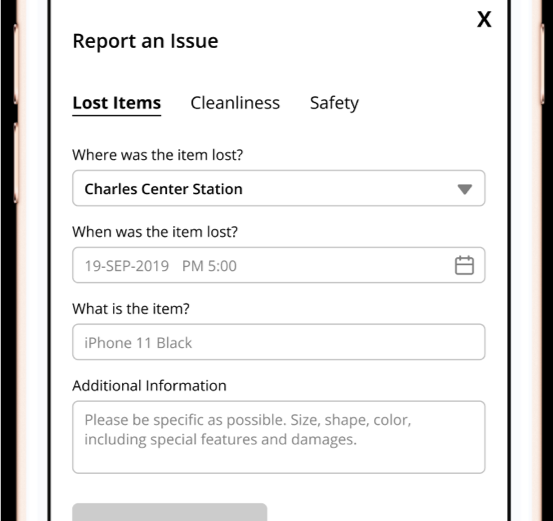 X
Report an Issue
Lost Items Cleanliness Safety
Where was the item lost?
Charles Center Station
When was the item lost?
19-SEP-2019 PM 5:00
What is the item?
iPhone 11 Black
Additional Information
Please be specific as possible. Size, shape, color,
including special features and damages.